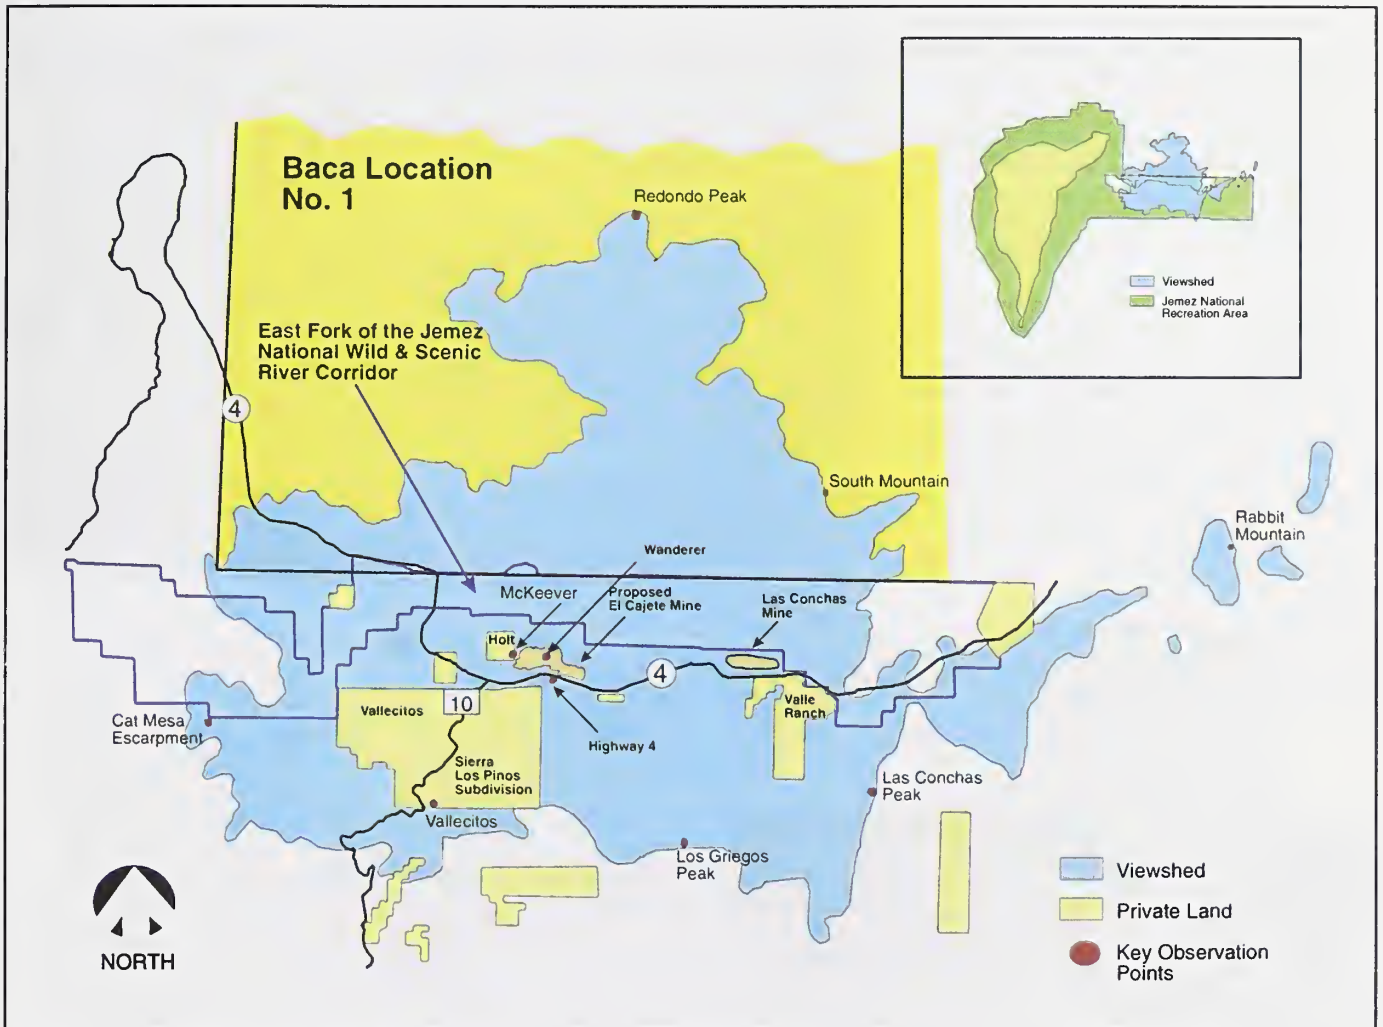 Baca Location
No. 1
Redondo Peak
Viewshed
Jemez National
Recreation Area
East Fork of the Jemez
National Wild & Scenic
River Corridor
4
South Mountain
Rabbit
Mountain
Wanderer
McKeever
Proposed
El Cajete Mine
Las Conchas
Mine
Holt
4
10
Vallecitos
Valle
Ranch
Cat Mesa
Escarpment
Highway 4
Sierra
Los Pinos
Subdivision
Las Conchas
Peak
Vallecitos
Los Griegos
Peak
Viewshed
Private Land
Key Observation
Points
NORTH